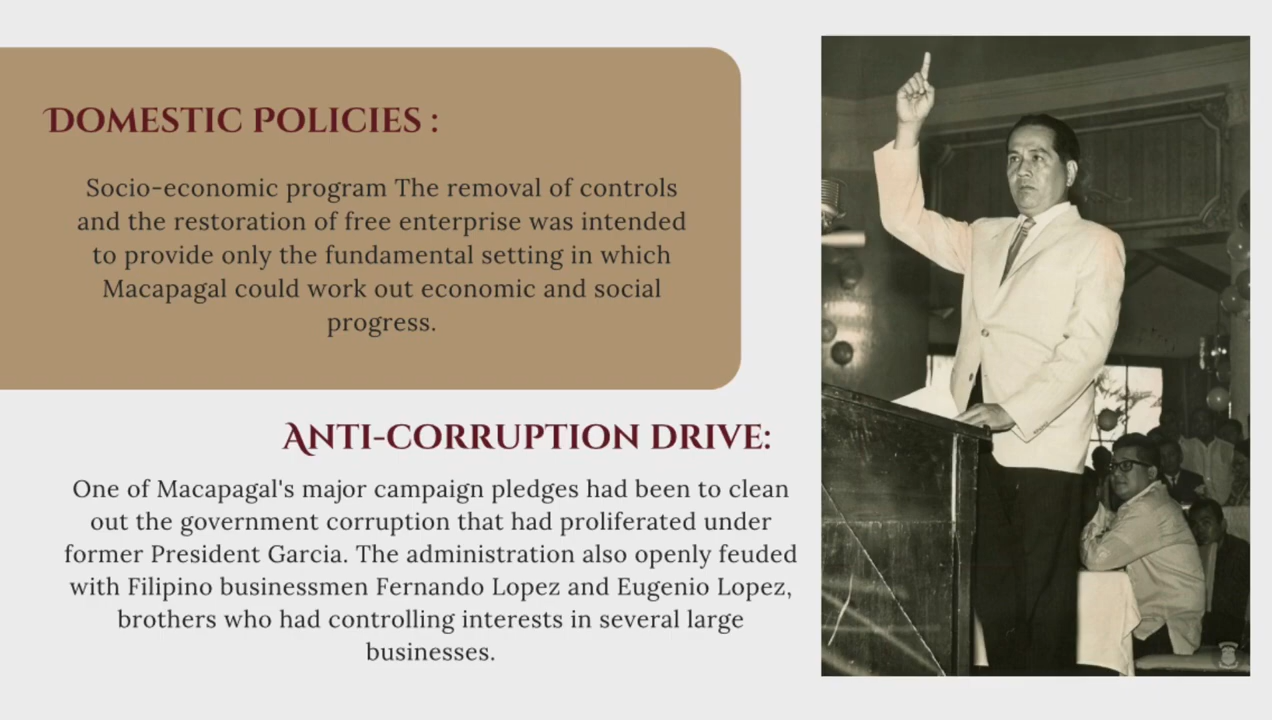 Domestic Policies :
Socio-economic program The removal of controls
and the restoration of free enterprise was intended
to provide only the fundamental setting in which
Macapagal could work out economic and social
progress.
Anti-corruption drive:
One of Macapagal's major campaign pledges had been to clean
out the government corruption that had proliferated under
former President Garcia. The administration also openly feuded
with Filipino businessmen Fernando Lopez and Eugenio Lopez,
brothers who had controlling interests in several large
businesses.